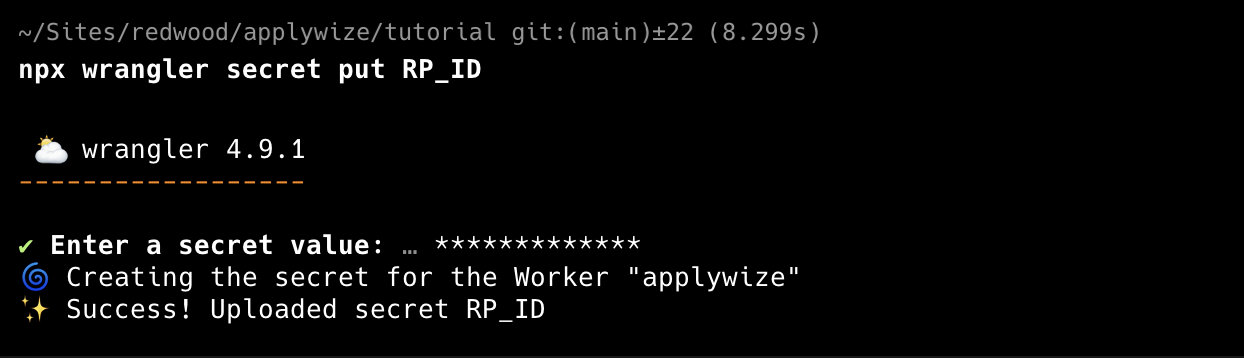 ~/Sites/redwood/applywize/tutorial git:(main)±22 (8.299s)
npx wrangler secret put RP_ID
⛅ wrangler 4.9.1
------------------
✔ Enter a secret value: … *************
🌀 Creating the secret for the Worker "applywize"
✨ Success! Uploaded secret RP_ID